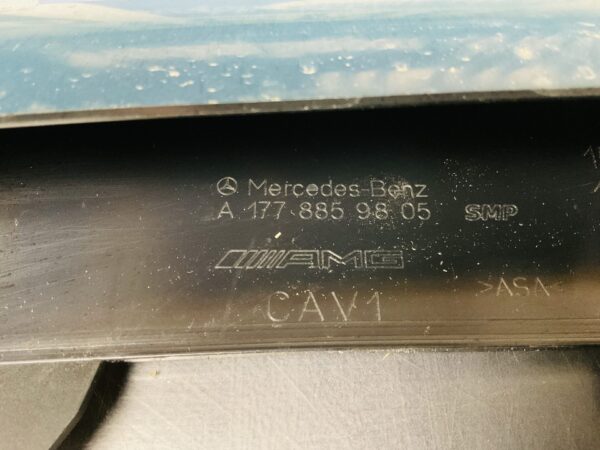 Mercedes-Benz
A 177 885 98 05 SMP
AMG
>ASA<
CAV1